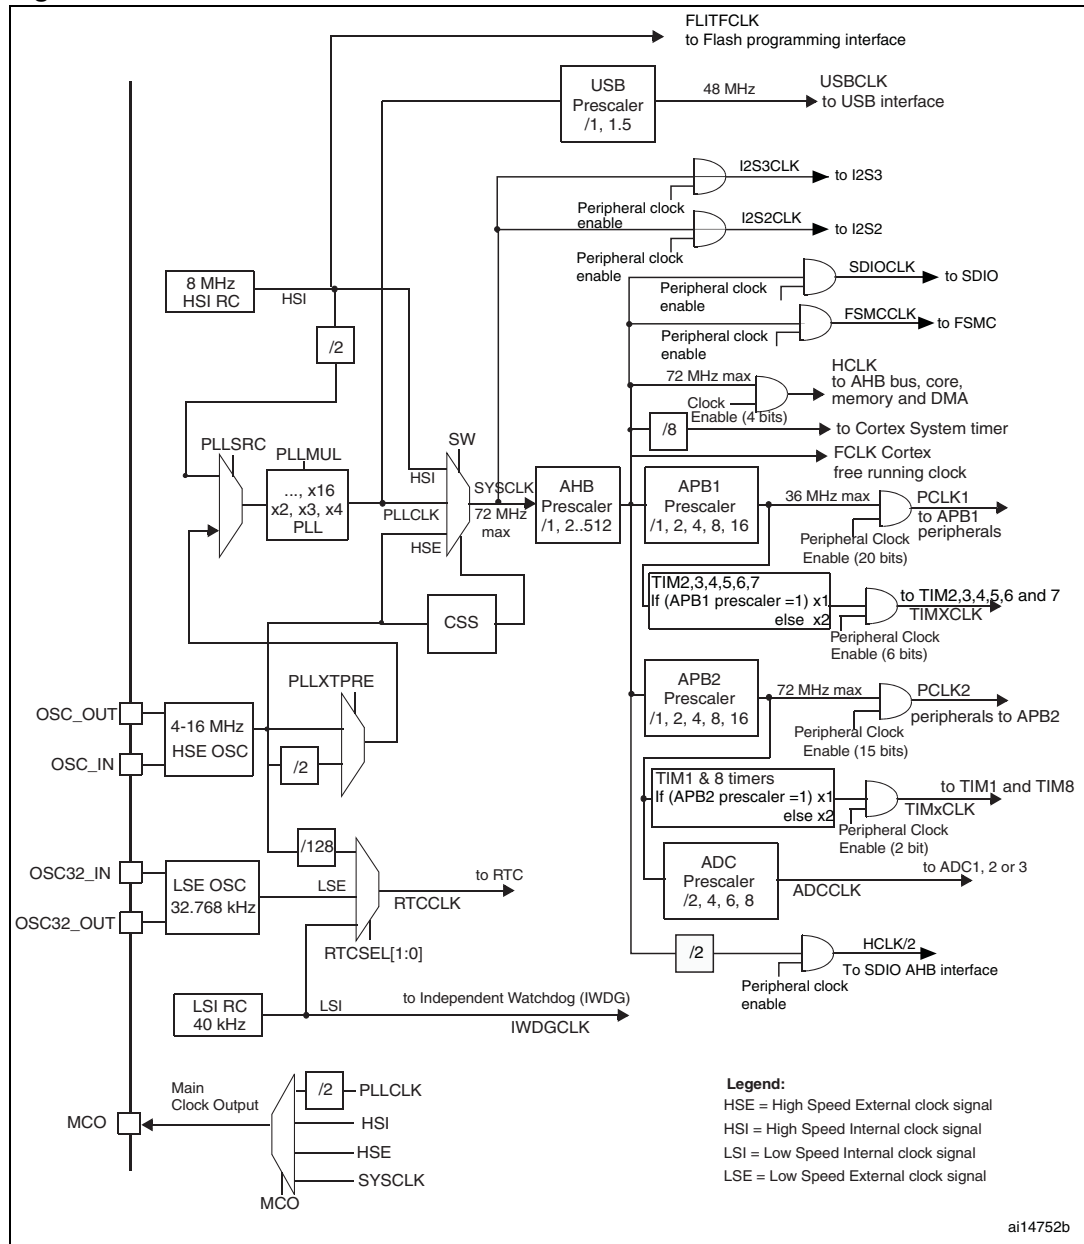 FLITFCLK
to Flash programming interface
USB
Prescaler
/1, 1.5
48 MHz
USBCLK
to USB interface
I2S3CLK
to I2S3
Peripheral clock
enable
I2S2CLK
to I2S2
Peripheral clock
enable
8 MHz
HSI RC
HSI
SDIOCLK
to SDIO
Peripheral clock
enable
FSMCCLK
to FSMC
Peripheral clock
enable
/2
72 MHz max
HCLK
to AHB bus, core,
memory and DMA
Clock
Enable (4 bits)
/8
to Cortex System timer
FCLK Cortex
free running clock
PLLSRC
PLLMUL
..., x16
x2, x3, x4
PLL
SW
HSI
PLLCLK
HSE
SYSCLK
72 MHz
max
AHB
Prescaler
/1, 2..512
APB1
Prescaler
/1, 2, 4, 8, 16
36 MHz max
PCLK1
to APB1
peripherals
Peripheral Clock
Enable (20 bits)
TIM2,3,4,5,6,7
If (APB1 prescaler =1) x1
else x2
to TIM2,3,4,5,6 and 7
TIMXCLK
Peripheral Clock
Enable (6 bits)
CSS
PLLXTPRE
OSC_OUT
OSC_IN
4-16 MHz
HSE OSC
/2
APB2
Prescaler
/1, 2, 4, 8, 16
72 MHz max
PCLK2
peripherals to APB2
Peripheral Clock
Enable (15 bits)
TIM1 & 8 timers
If (APB2 prescaler =1) x1
else x2
to TIM1 and TIM8
TIMxCLK
Peripheral Clock
Enable (2 bit)
/128
OSC32_IN
OSC32_OUT
LSE OSC
32.768 kHz
LSE
to RTC
RTCCLK
RTCSEL[1:0]
ADC
Prescaler
/2, 4, 6, 8
to ADC1, 2 or 3
ADCCLK
/2
HCLK/2
To SDIO AHB interface
Peripheral clock
enable
LSI RC
40 kHz
LSI
to Independent Watchdog (IWDG)
IWDGCLK
Main
Clock Output
MCO
/2
PLLCLK
HSI
HSE
SYSCLK
MCO
Legend:
HSE = High Speed External clock signal
HSI = High Speed Internal clock signal
LSI = Low Speed Internal clock signal
LSE = Low Speed External clock signal
ai14752b